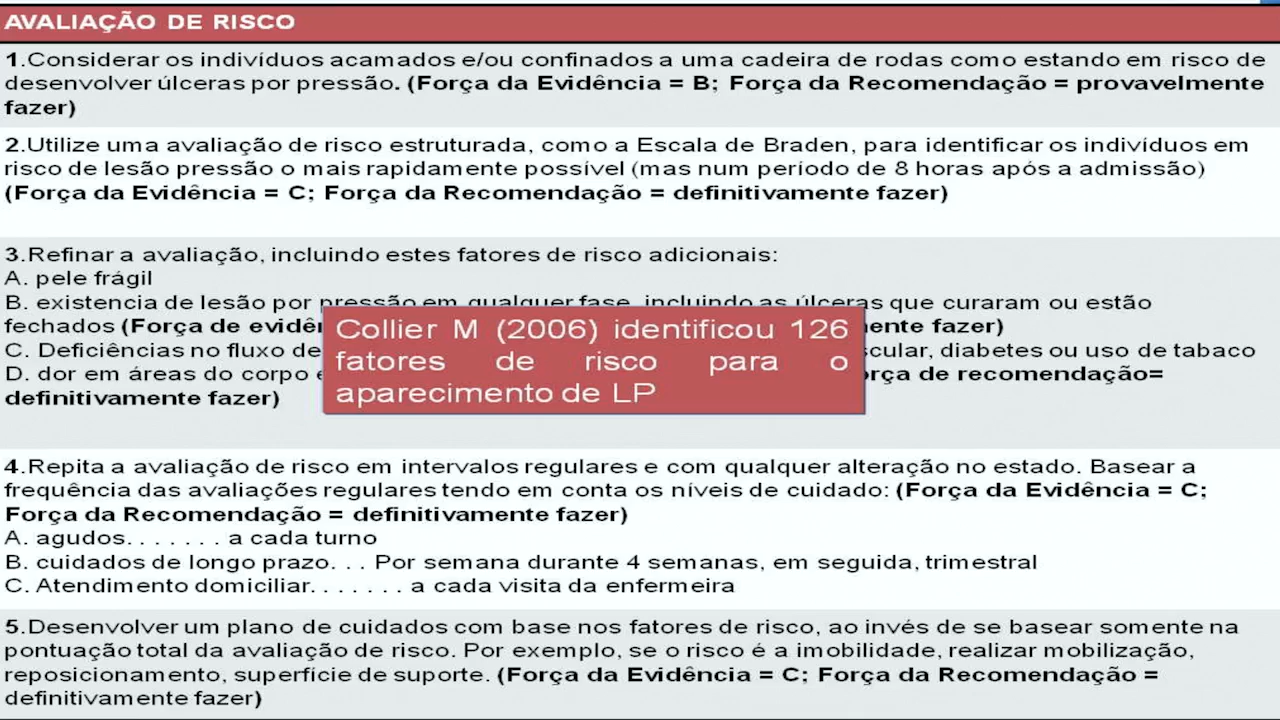 AVALIAÇÃO DE RISCO
1.Considerar os indivíduos acamados e/ou confinados a uma cadeira de rodas como estando em risco de
desenvolver úlceras por pressão. (Força da Evidência = B; Força da Recomendação = provavelmente
fazer)
2.Utilize uma avaliação de risco estruturada, como a Escala de Braden, para identificar os indivíduos em
risco de lesão pressão o mais rapidamente possível (mas num período de 8 horas após a admissão)
(Força da Evidência = C; Força da Recomendação = definitivamente fazer)
3.Refinar a avaliação, incluindo estes fatores de risco adicionais:
A. pele frágil
B. existencia de lesão por pressão em qualquer fase, incluindo as úlceras que curaram ou estão
fechados (Força de fazer)
C. Deficiências no fluxo diabetes ou uso de tabaco
D. dor em áreas do corpo de recomendação=
definitivamente fazer)
Collier M (2006) identificou 126
fatores de risco para o
aparecimento de LP
4.Repita a avaliação de risco em intervalos regulares e com qualquer alteração no estado. Basear a
frequência das avaliações regulares tendo em conta os níveis de cuidado: (Força da Evidência = C;
Força da Recomendação = definitivamente fazer)
A. agudos. . . . . . . a cada turno
B. cuidados de longo prazo. . . Por semana durante 4 semanas, em seguida, trimestral
C. Atendimento domiciliar. . . . . . . a cada visita da enfermeira
5.Desenvolver um plano de cuidados com base nos fatores de risco, ao invés de se basear somente na
pontuação total da avaliação de risco. Por exemplo, se o risco é a imobilidade, realizar mobilização,
reposicionamento, superfície de suporte. (Força da Evidência = C; Força da Recomendação =
definitivamente fazer)